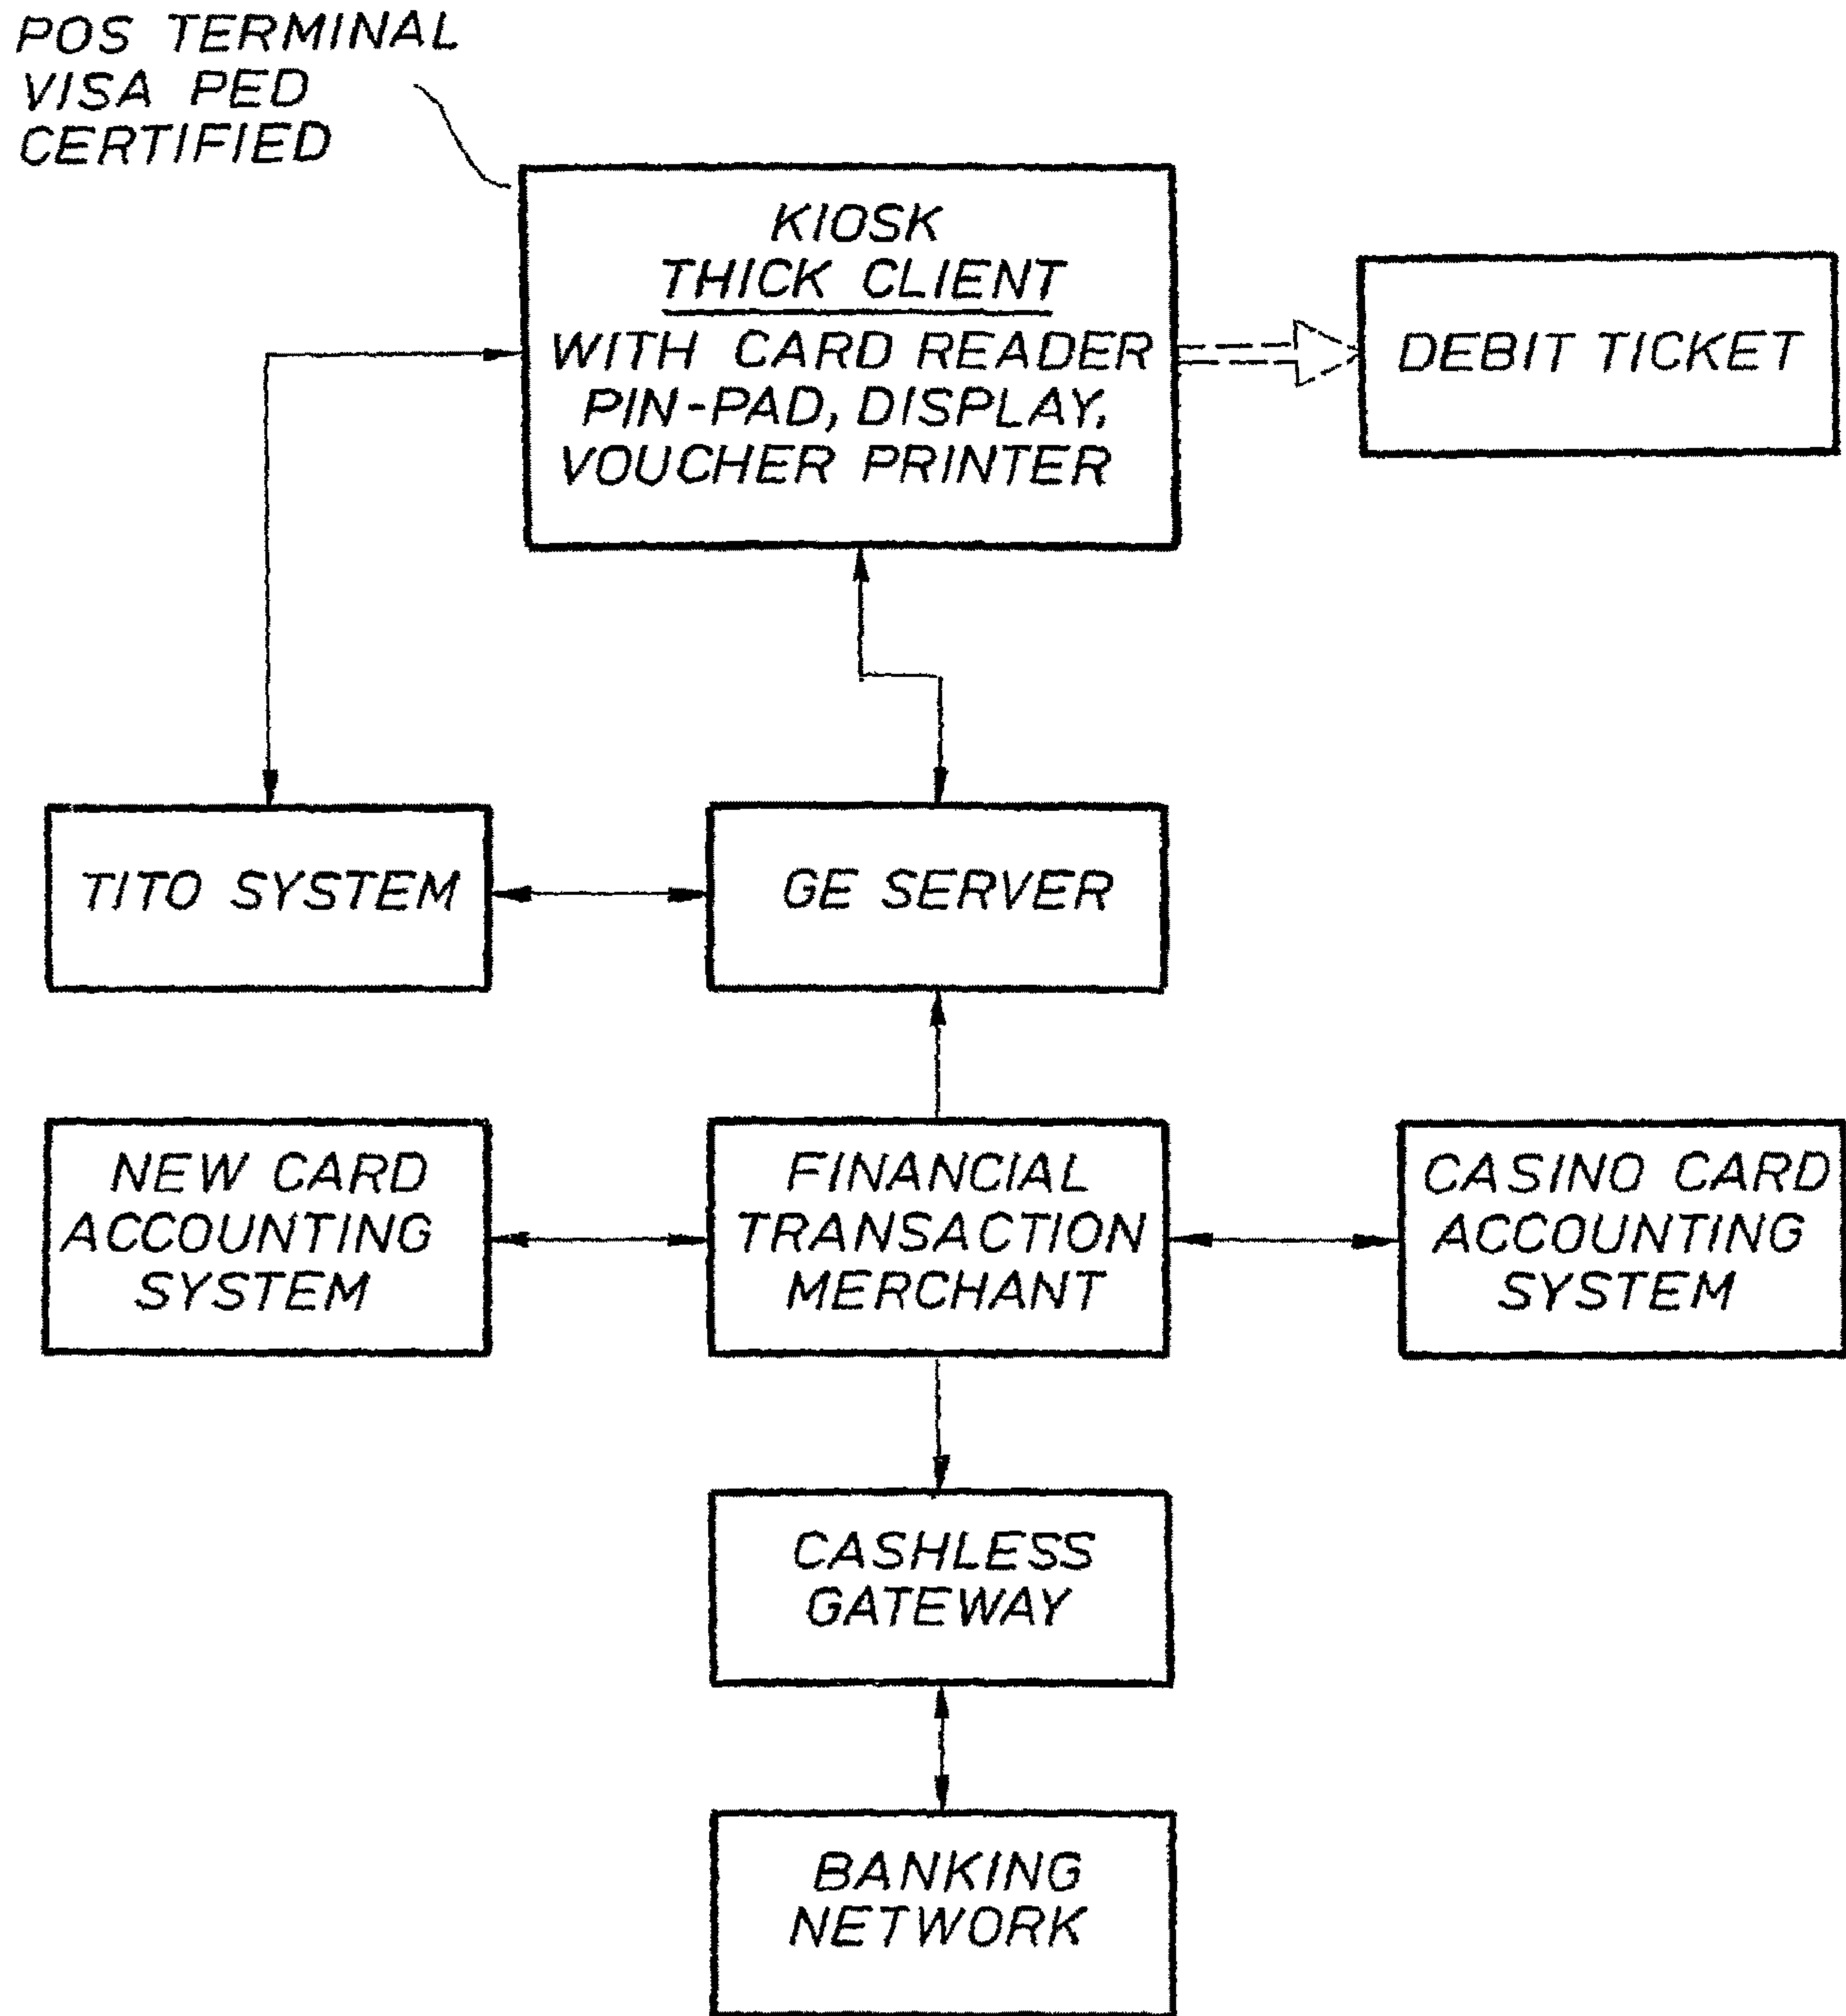 POS TERMINAL
VISA PED
CERTIFIED
KIOSK
THICK CLIENT
WITH CARD READER
PIN-PAD, DISPLAY,
VOUCHER PRINTER
DEBIT TICKET
TITO SYSTEM
GE SERVER
NEW CARD
ACCOUNTING
SYSTEM
FINANCIAL
TRANSACTION
MERCHANT
CASINO CARD
ACCOUNTING
SYSTEM
CASHLESS
GATEWAY
BANKING
NETWORK